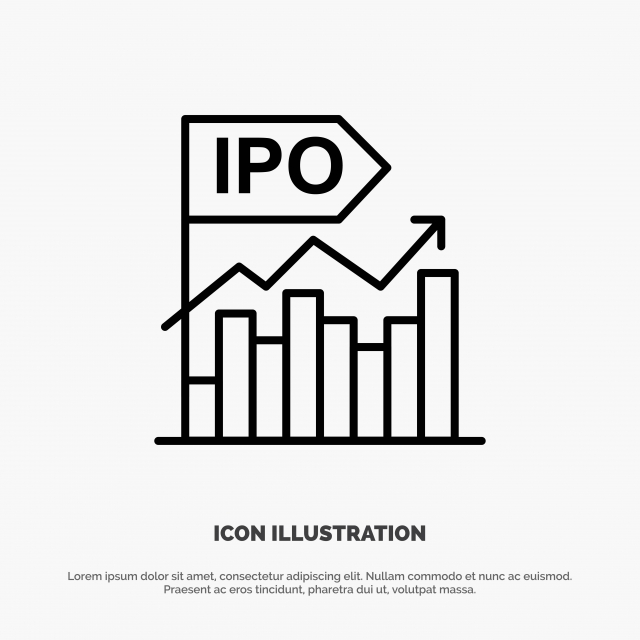 IPO
ICON ILLUSTRATION
Lorem ipsum dolor sit amet, consectetur adipiscing elit. Nullam commodo et nunc ac euismod.
Praesent ac eros tincidunt, pharetra dui ut, volutpat massa.